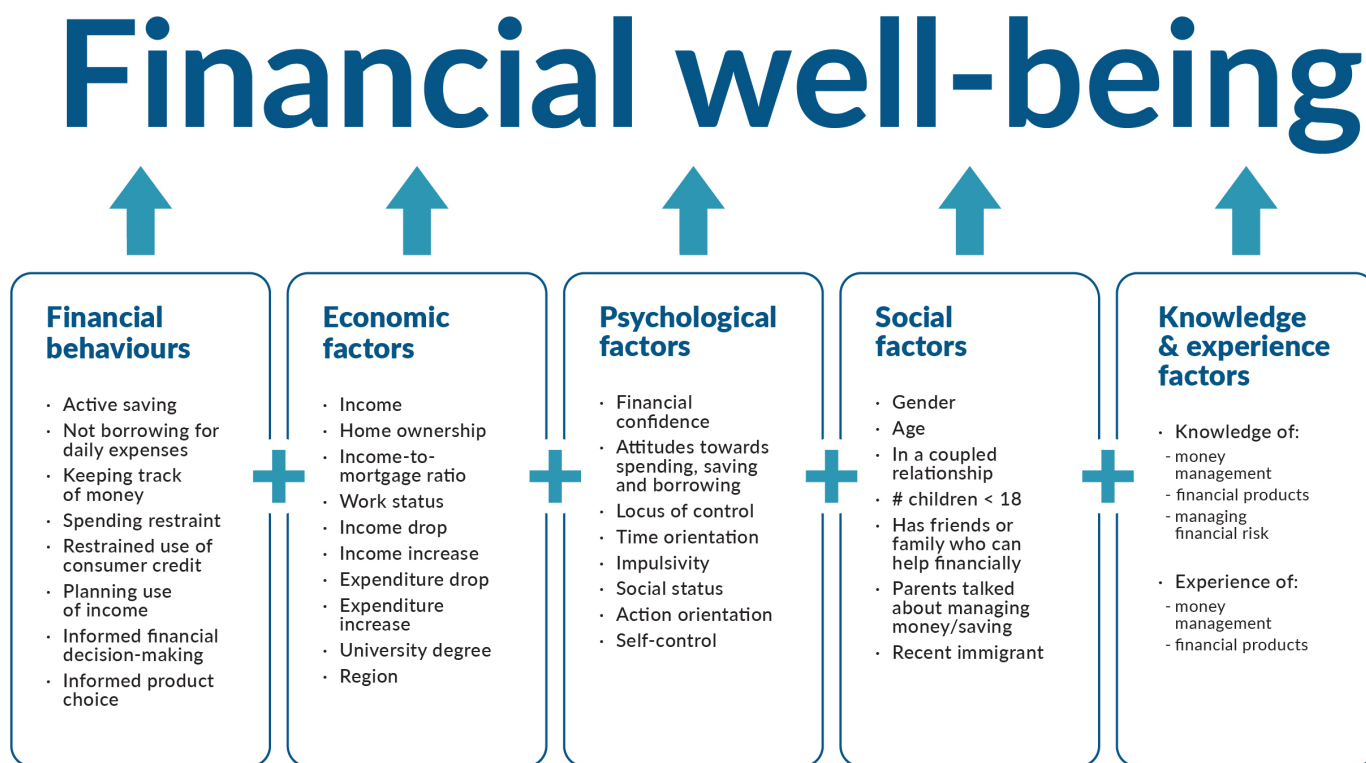 Financial well-being
Financial
behaviours
· Active saving
· Not borrowing for
daily expenses
· Keeping track
of money
· Spending restraint
· Restrained use of
consumer credit
· Planning use
of income
· Informed financial
decision-making
· Informed product
choice
+
Economic
factors
· Income
· Home ownership
· Income-to-
mortgage ratio
· Work status
· Income drop
· Income increase
· Expenditure drop
· Expenditure
increase
· University degree
· Region
+
Psychological
factors
· Financial
confidence
· Attitudes towards
spending, saving
and borrowing
· Locus of control
· Time orientation
· Impulsivity
· Social status
· Action orientation
· Self-control
+
Social
factors
· Gender
· Age
· In a coupled
relationship
· # children < 18
· Has friends or
family who can
help financially
· Parents talked
about managing
money/saving
· Recent immigrant
+
Knowledge
& experience
factors
· Knowledge of:
- money
management
- financial products
- managing
financial risk
· Experience of:
- money
management
- financial products